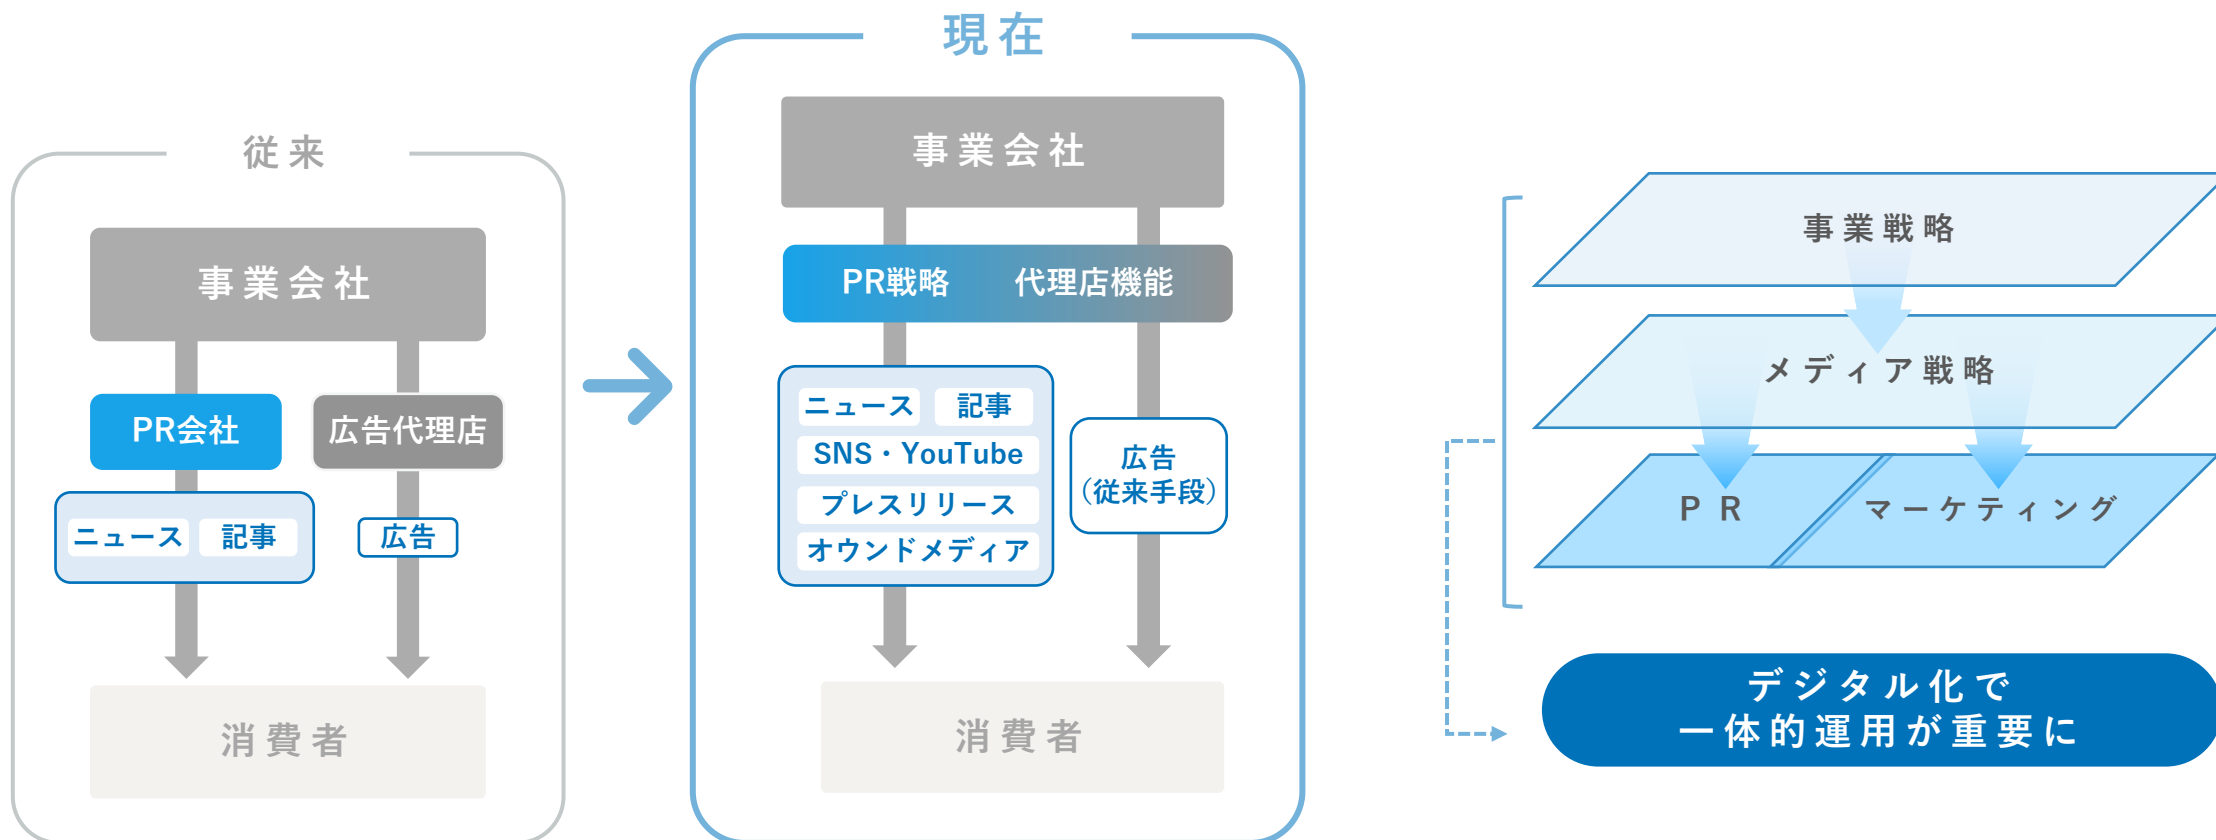 従来
事業会社
PR会社
広告代理店
ニュース
記事
広告
消費者
現在
事業会社
PR戦略
代理店機能
ニュース
記事
SNS・YouTube
プレスリリース
オウンドメディア
広告
（従来手段）
消費者
事業戦略
メディア戦略
PR
マーケティング
デジタル化で
一体的運用が重要に